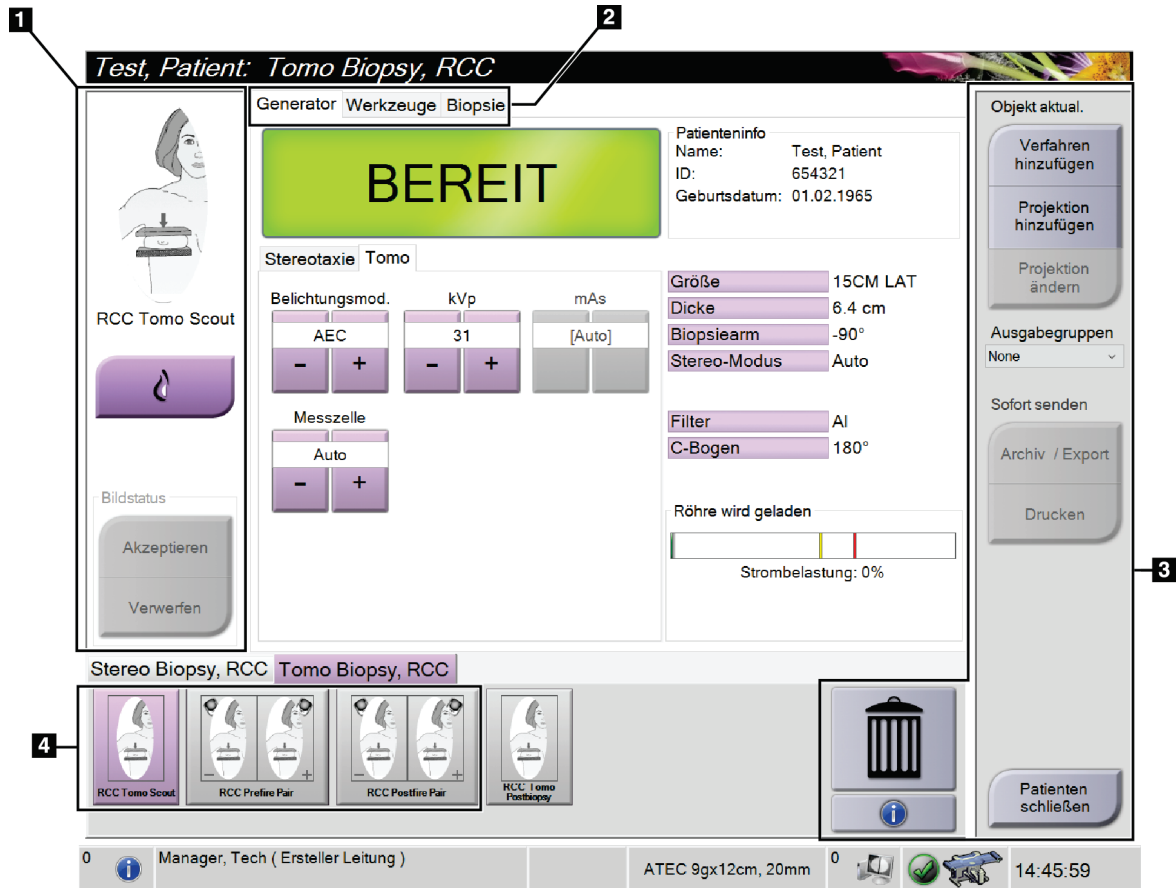 1
2
Test, Patient: Tomo Biopsy, RCC
Generator Werkzeuge Biopsie
BEREIT
Patienteninfo
Name: Test, Patient
ID: 654321
Geburtsdatum: 01.02.1965
Objekt aktual.
Verfahren
hinzufügen
Projektion
hinzufügen
Projektion
ändern
Ausgabegruppen
None
Sofort senden
Archiv / Export
Drucken
3
RCC Tomo Scout
Bildstatus
Akzeptieren
Verwerfen
Stereotaxie Tomo
Belichtungsmod. kVp mAs
AEC 31 [Auto]
- + - +
Messzelle
Auto
- +
Größe 15CM LAT
Dicke 6.4 cm
Biopsiearm -90°
Stereo-Modus Auto
Filter Al
C-Bogen 180°
Röhre wird geladen
Strombelastung: 0%
Stereo Biopsy, RCC Tomo Biopsy, RCC
4
- + - +
RCC Tomo Scout RCC Prefire Pair RCC Postfire Pair RCC Tomo
Postbiopsy
Patienten
schließen
0 Manager, Tech ( Ersteller Leitung ) ATEC 9gx12cm, 20mm 0 14:45:59